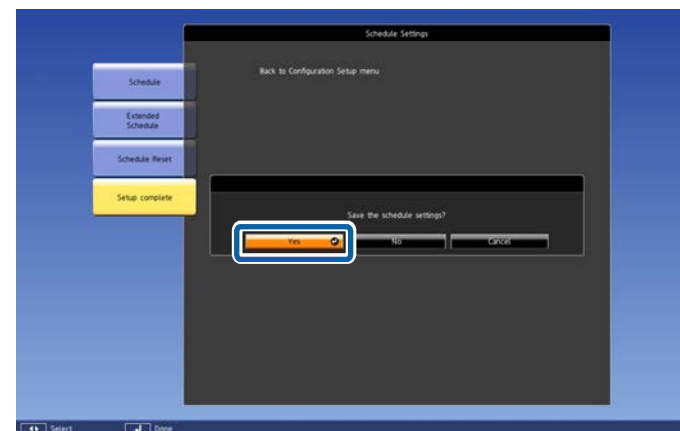 Schedule Settings
Back to Configuration Setup menu
Schedule
Extended
Schedule
Schedule Reset
Setup complete
Save the schedule settings?
Yes No Cancel
Select Done